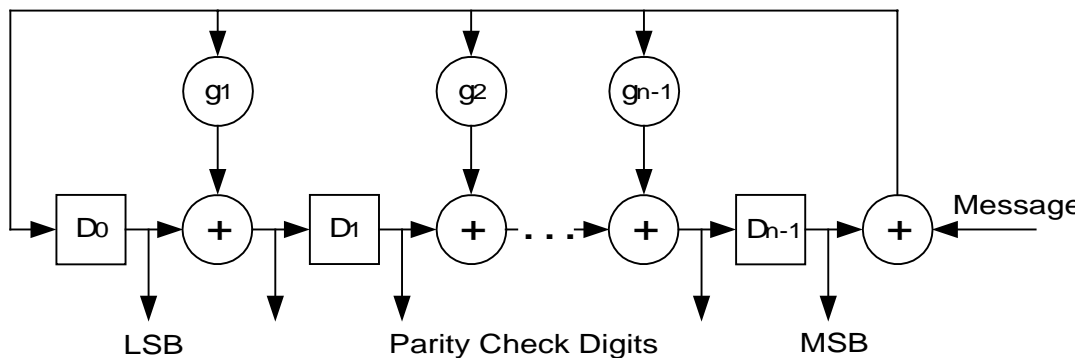 g1 g2 gn-1
D0 + D1 + . . . + Dn-1 + Message
LSB Parity Check Digits MSB